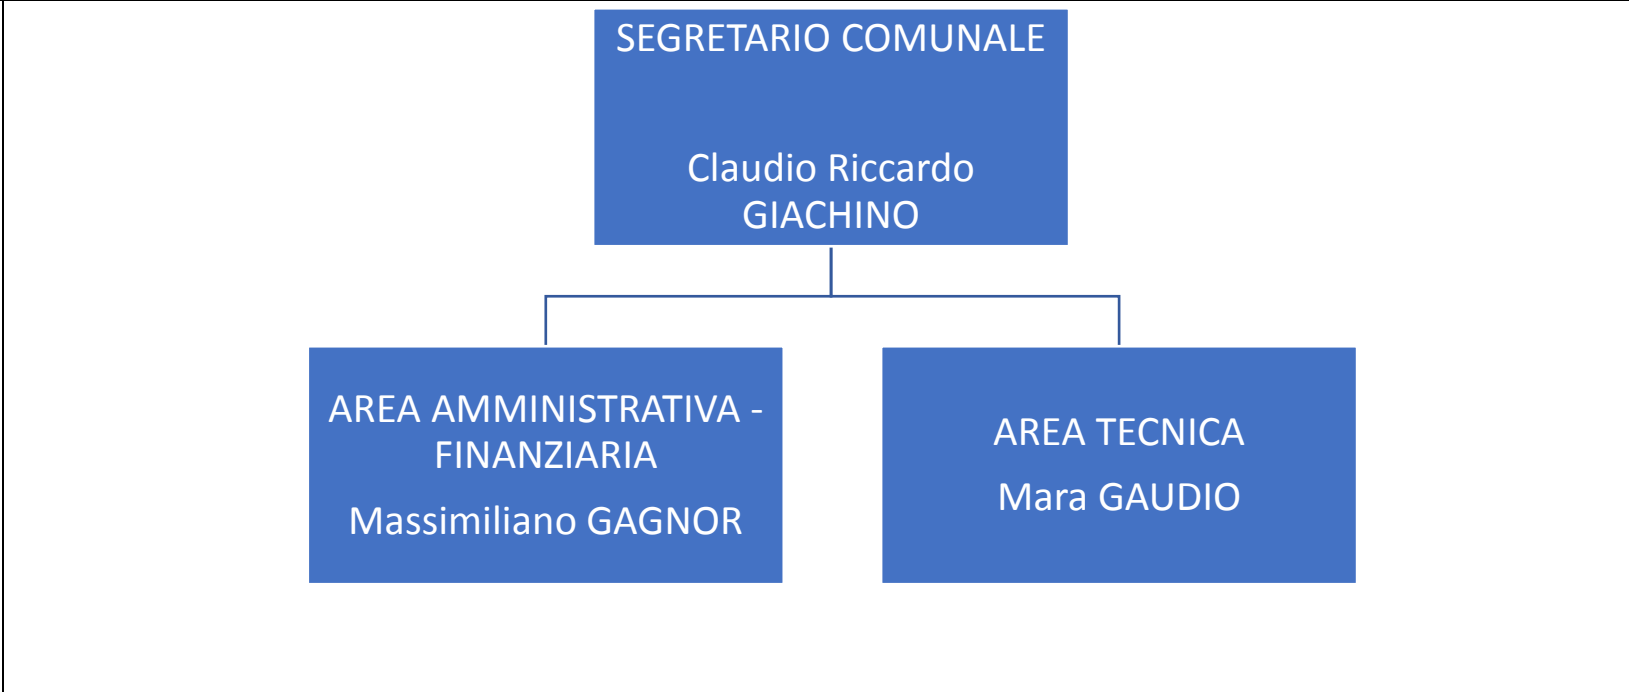 SEGRETARIO COMUNALE
Claudio Riccardo
GIACHINO
AREA AMMINISTRATIVA -
FINANZIARIA
Massimiliano GAGNOR
AREA TECNICA
Mara GAUDIO